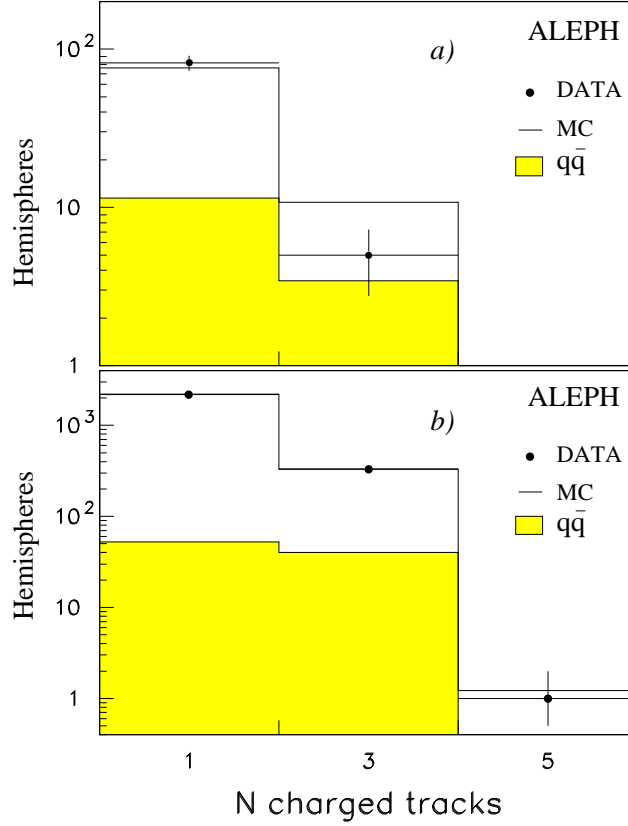 ALEPH
a)
DATA
MC
qq̄
Hemispheres
10²
10
1
ALEPH
b)
DATA
MC
qq̄
Hemispheres
10³
10²
10
1
1 3 5
N charged tracks